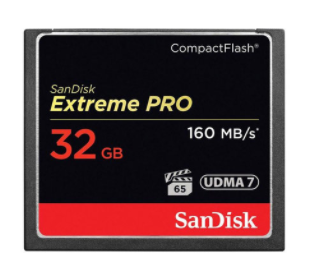 CompactFlash®
SanDisk
Extreme PRO
32 GB
160 MB/s*
65
UDMA 7
SanDisk